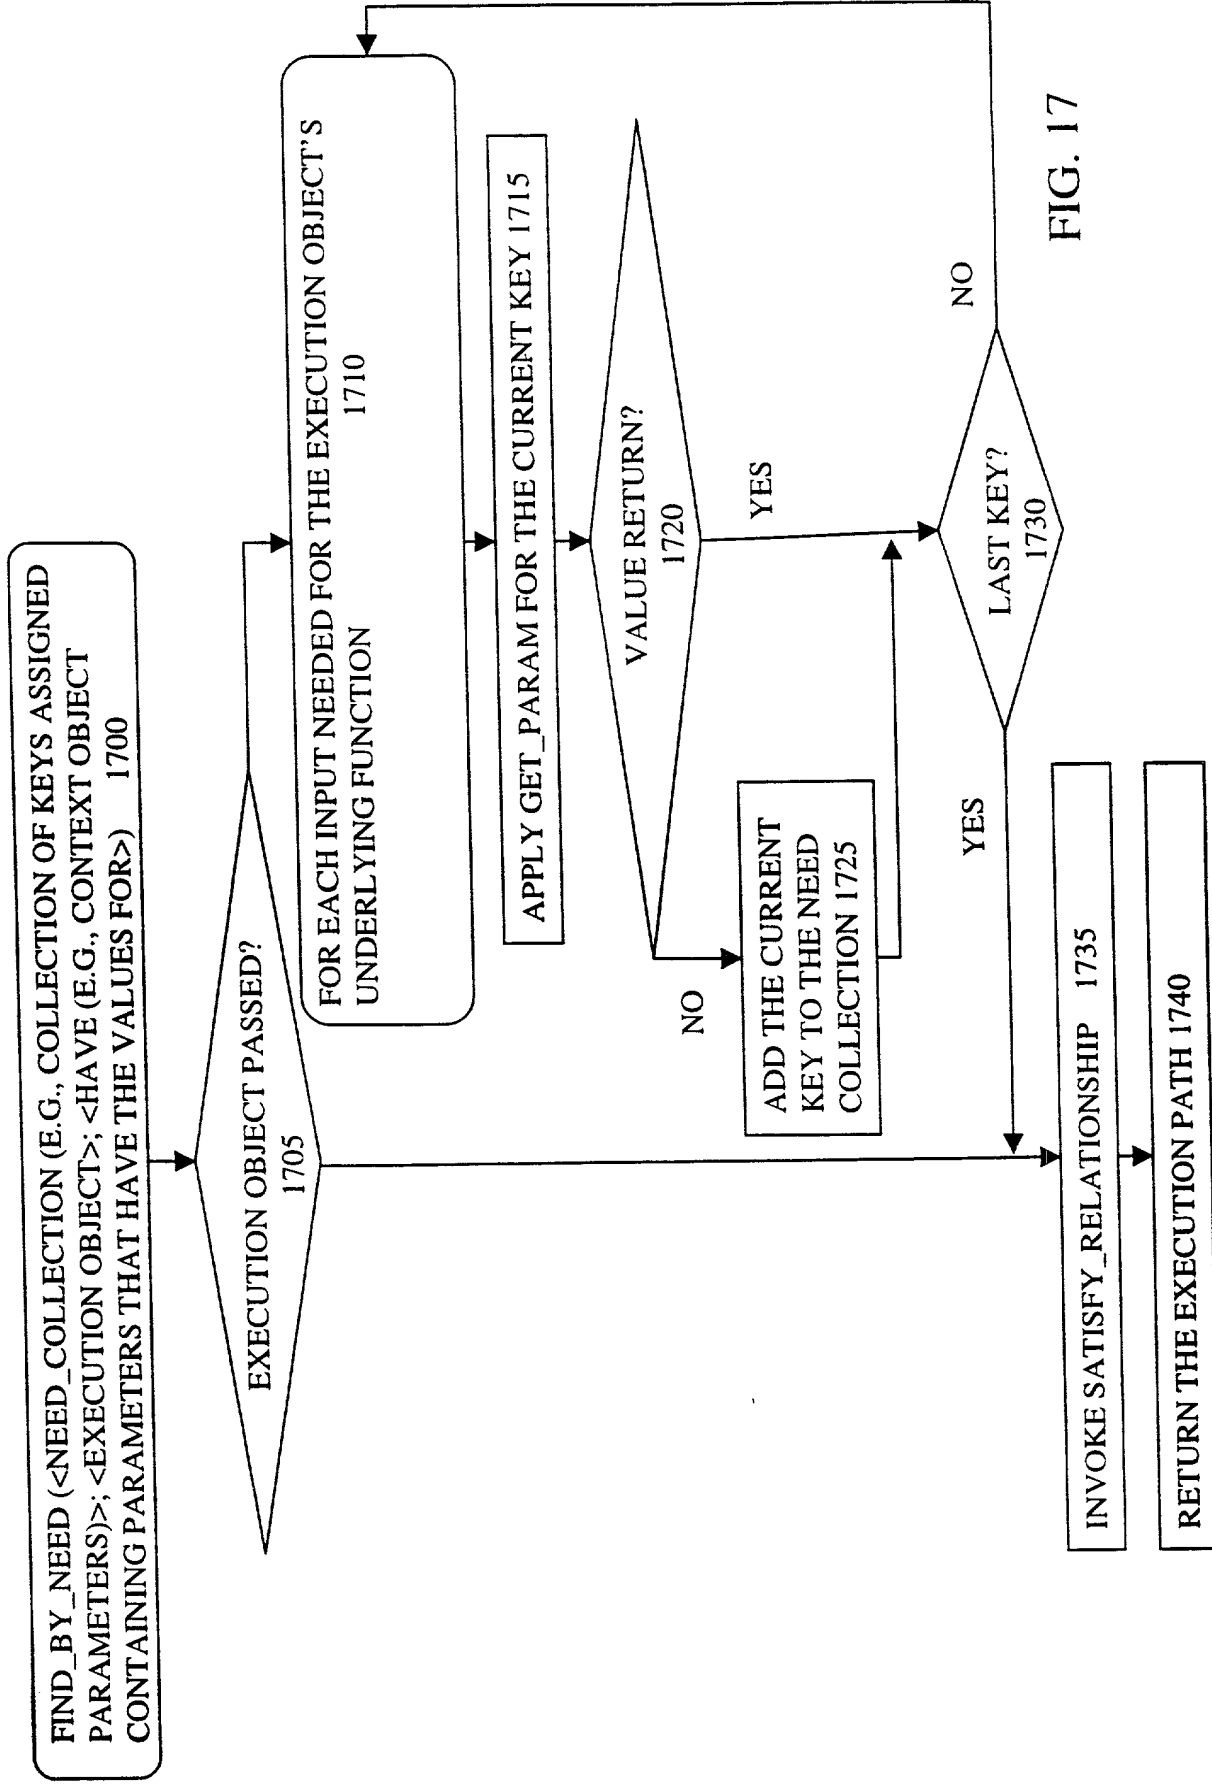 FIND_BY_NEED (<NEED_COLLECTION (E.G., COLLECTION OF KEYS ASSIGNED
PARAMETERS)>; <EXECUTION OBJECT>; <HAVE (E.G., CONTEXT OBJECT
CONTAINING PARAMETERS THAT HAVE THE VALUES FOR>) 1700
EXECUTION OBJECT PASSED?
1705
FOR EACH INPUT NEEDED FOR THE EXECUTION OBJECT'S
UNDERLYING FUNCTION 1710
APPLY GET_PARAM FOR THE CURRENT KEY 1715
VALUE RETURN?
1720
NO
YES
ADD THE CURRENT
KEY TO THE NEED
COLLECTION 1725
LAST KEY?
1730
YES
NO
INVOKE SATISFY_RELATIONSHIP 1735
RETURN THE EXECUTION PATH 1740
FIG. 17